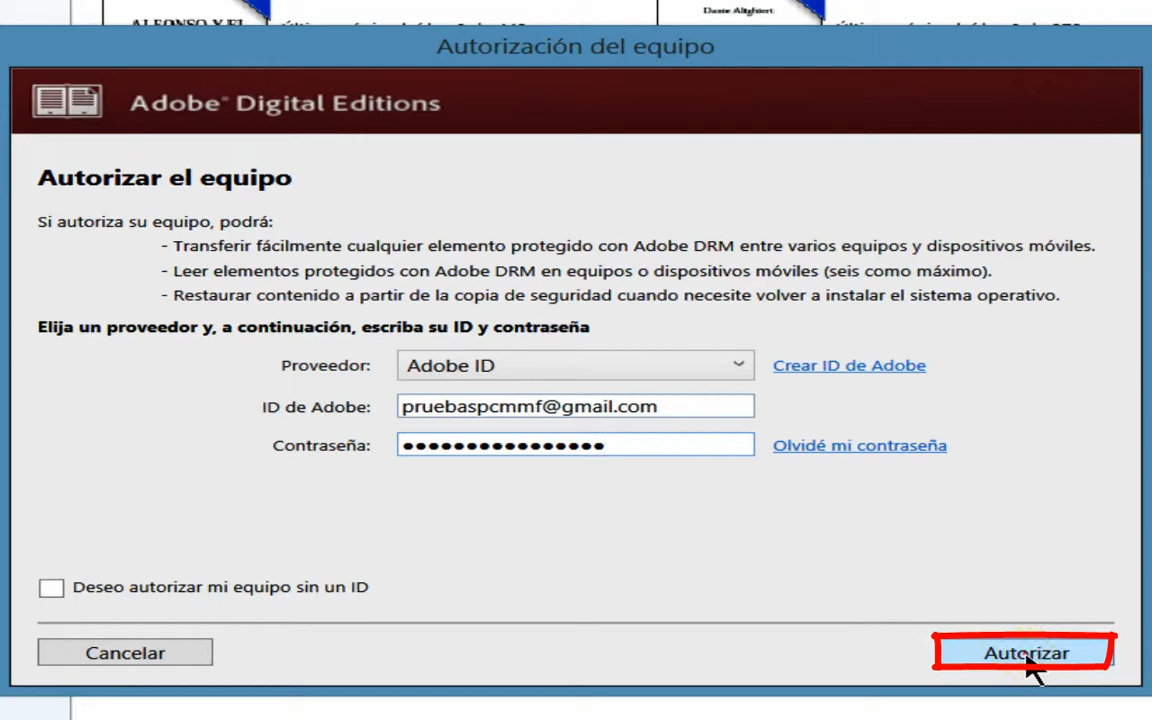 ALFONSO Y EL
Dante Alighieri
Autorización del equipo
Adobe® Digital Editions
Autorizar el equipo
Si autoriza su equipo, podrá:
- Transferir fácilmente cualquier elemento protegido con Adobe DRM entre varios equipos y dispositivos móviles.
- Leer elementos protegidos con Adobe DRM en equipos o dispositivos móviles (seis como máximo).
- Restaurar contenido a partir de la copia de seguridad cuando necesite volver a instalar el sistema operativo.
Elija un proveedor y, a continuación, escriba su ID y contraseña
Proveedor: Adobe ID Crear ID de Adobe
ID de Adobe: pruebaspcmmf@gmail.com
Contraseña: •••••••••••••••• Olvidé mi contraseña
Deseo autorizar mi equipo sin un ID
Cancelar Autorizar